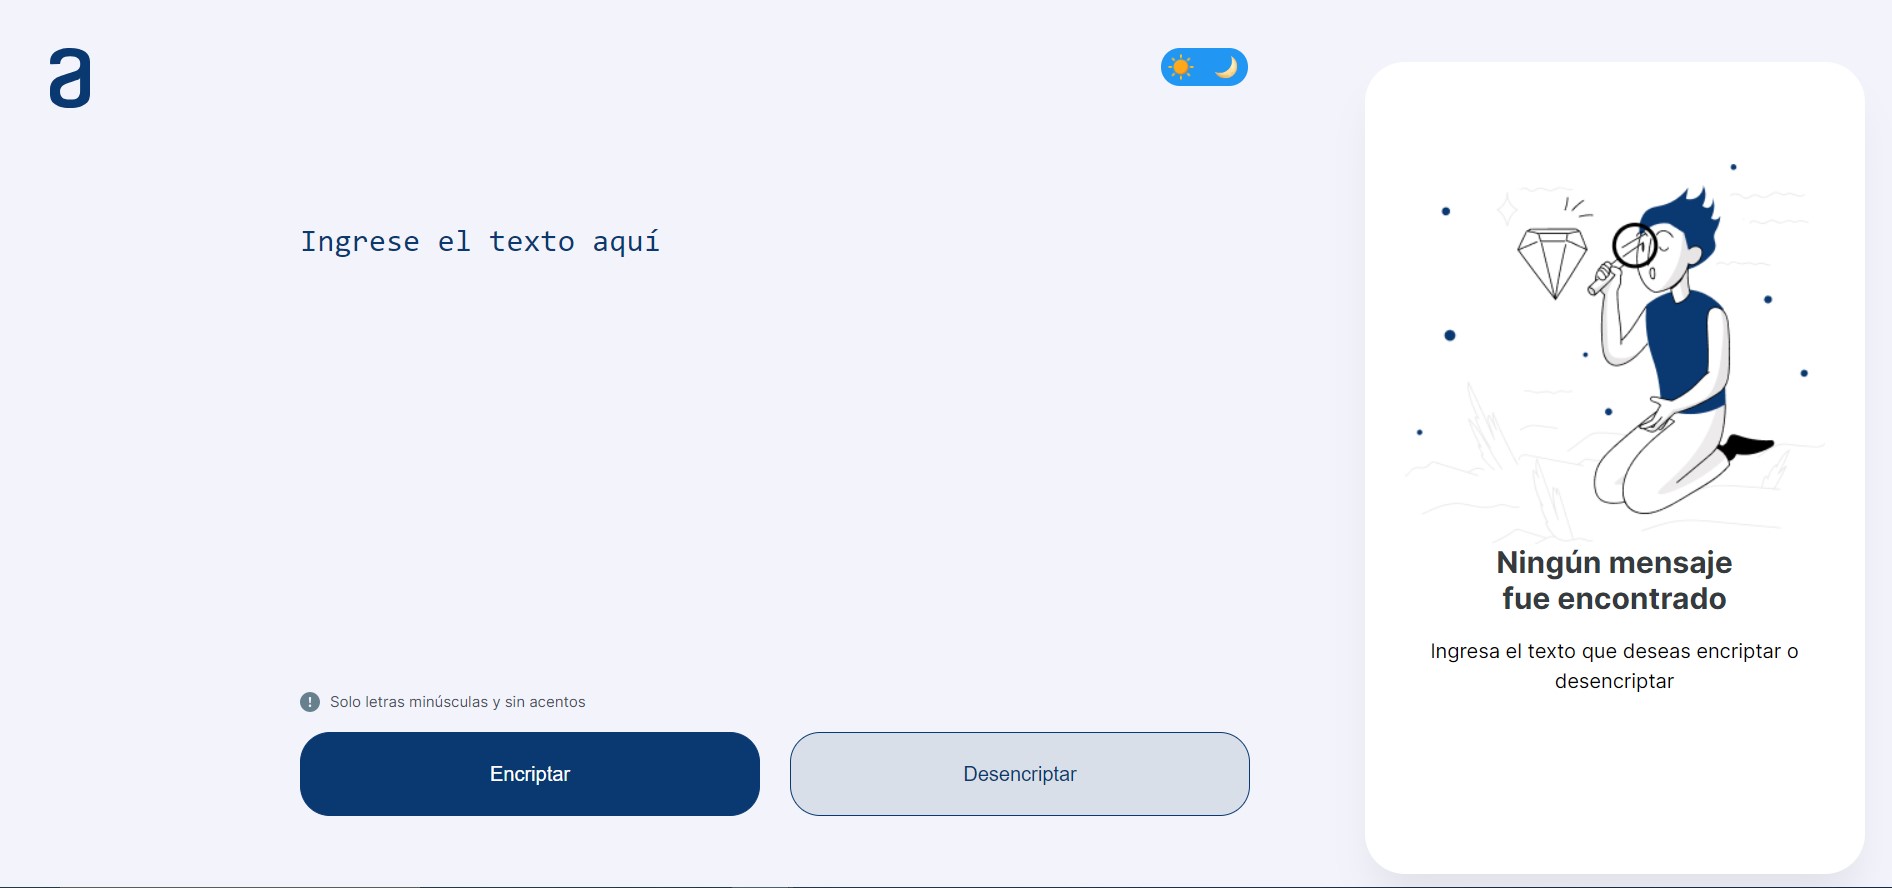 a
Ingrese el texto aquí
Solo letras minúsculas y sin acentos
Encriptar
Desencriptar
Ningún mensaje
fue encontrado
Ingresa el texto que deseas encriptar o
desencriptar